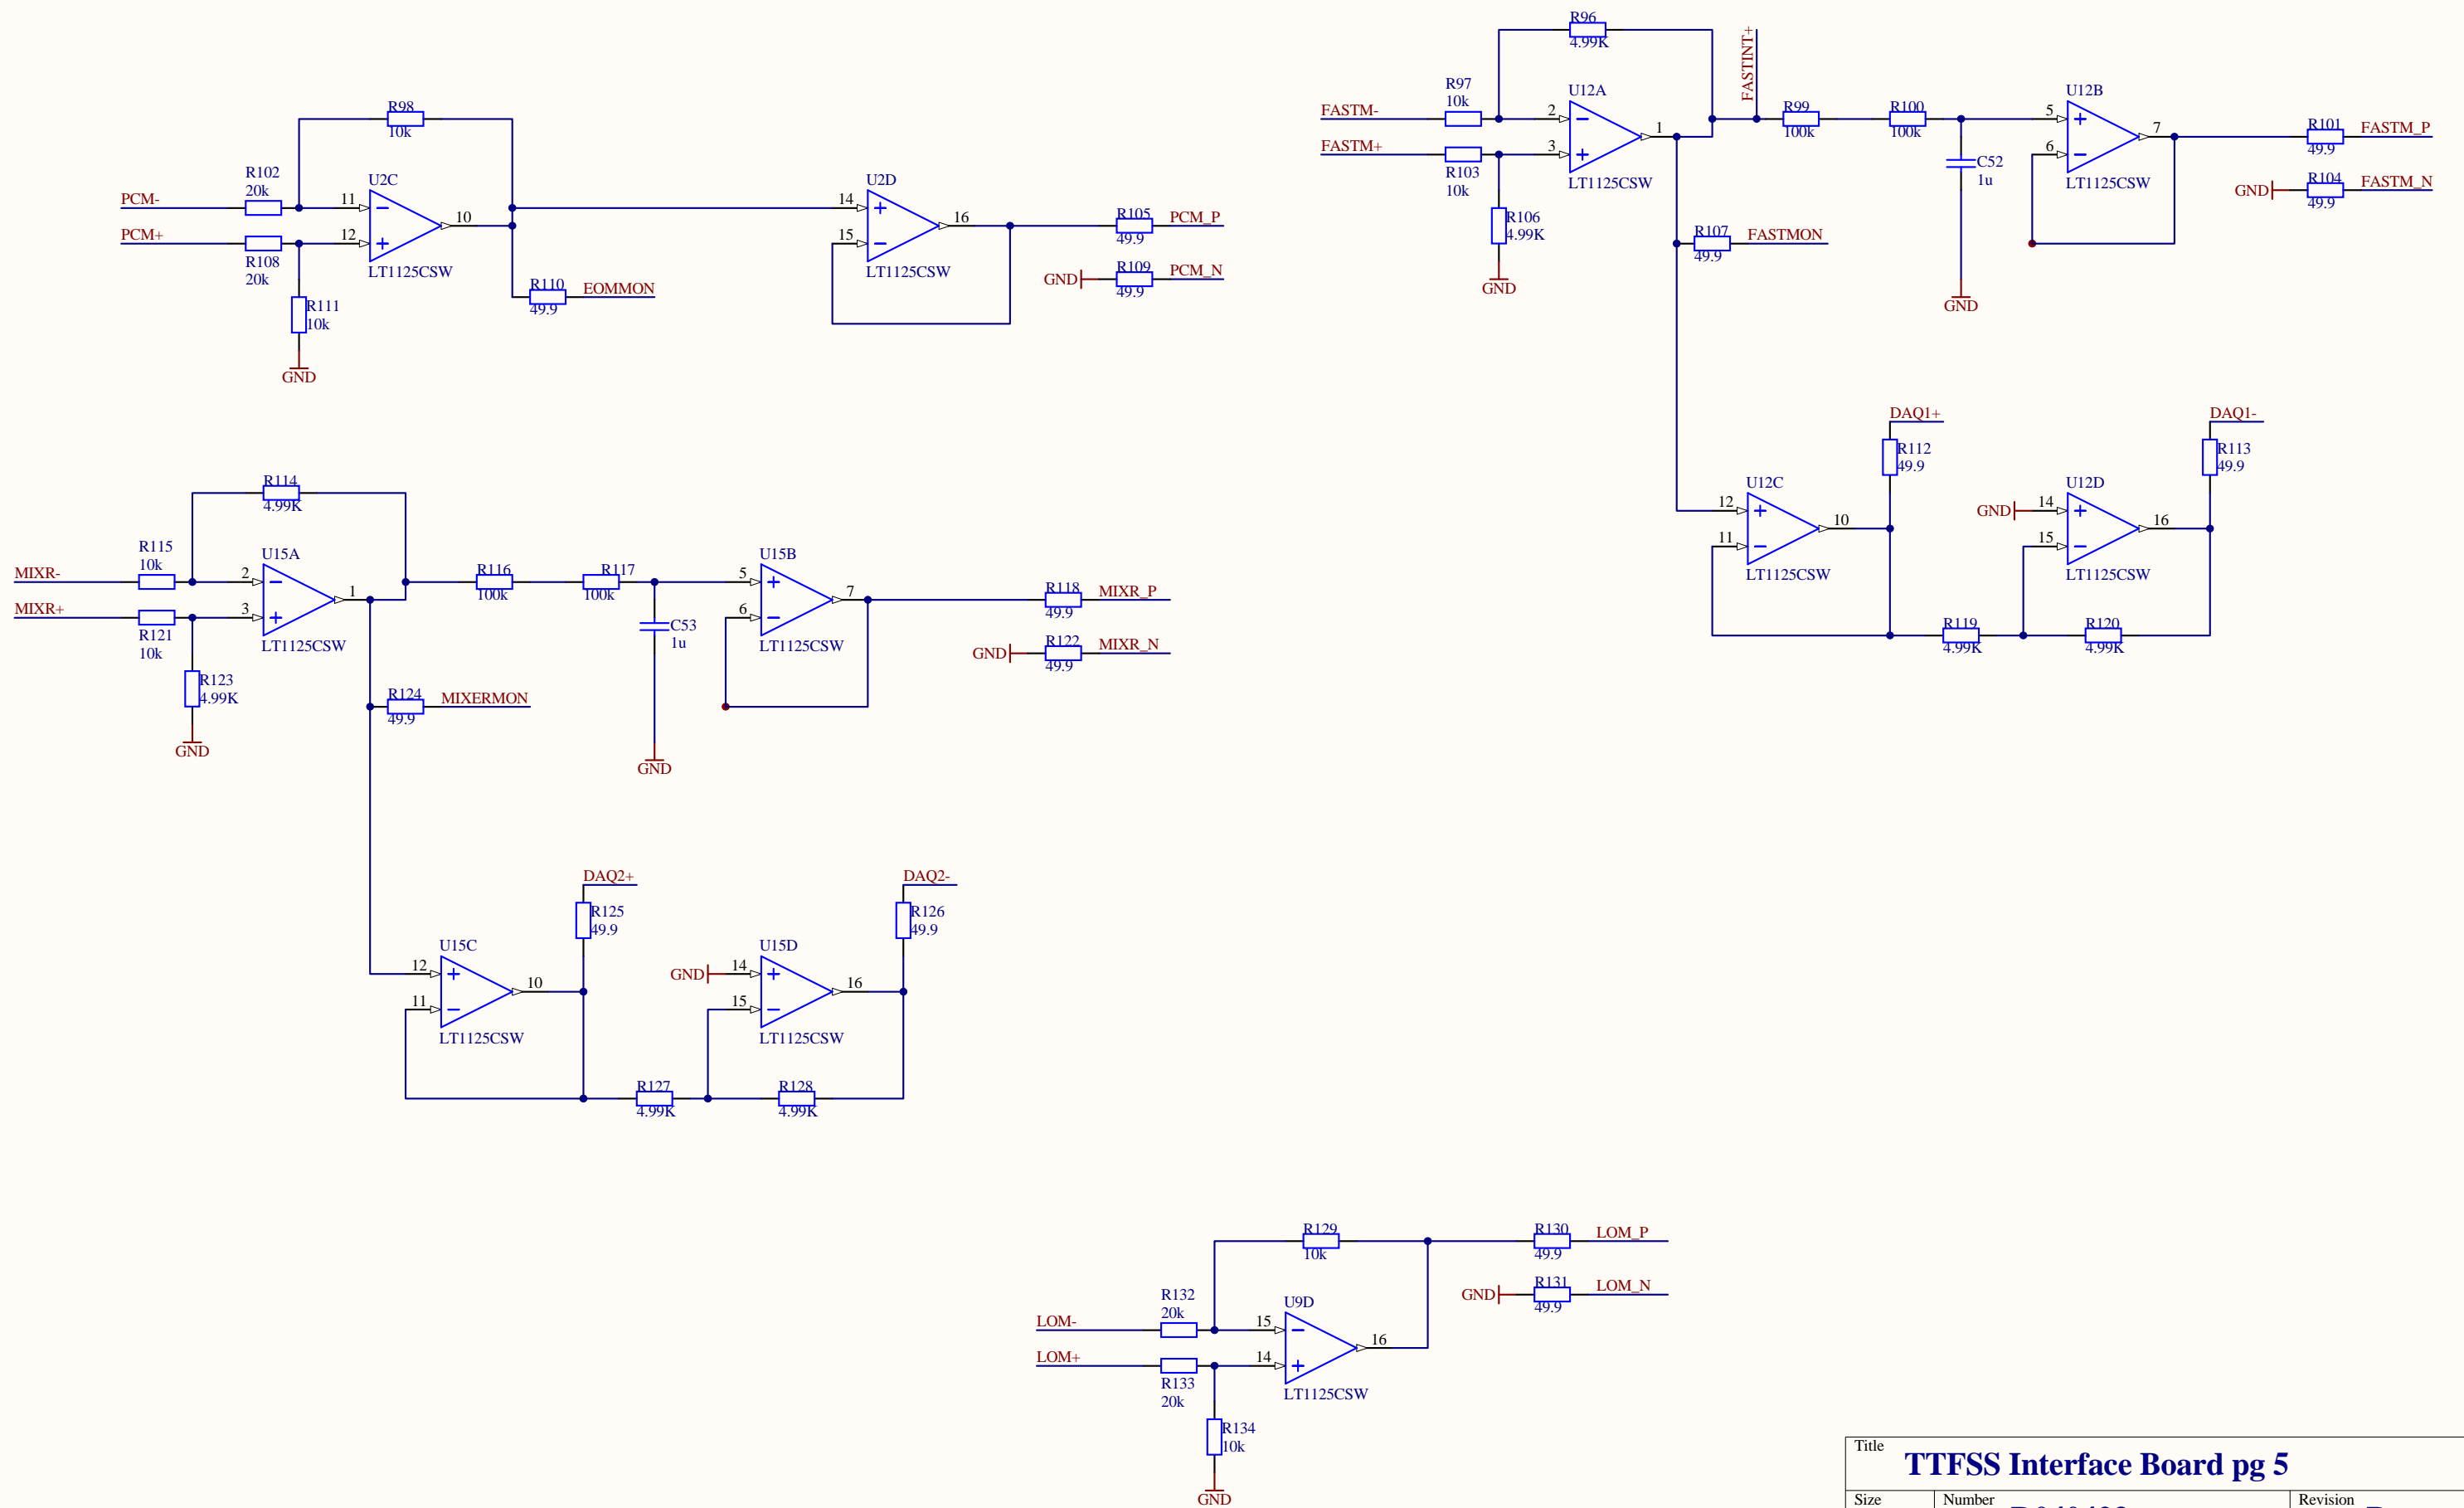 R98
10k
R102
20k
PCM-
PCM+
R108
20k
11
12
U2C
10
LT1125CSW
R111
10k
GND
R110
49.9
EOMMON
U2D
14
15
16
LT1125CSW
R105
49.9
PCM_P
GND
R109
49.9
PCM_N
R96
4.99K
R97
10k
FASTM-
FASTM+
R103
10k
2
3
U12A
1
LT1125CSW
R106
4.99K
GND
FASTINT+
R99
100k
R100
100k
R107
49.9
FASTMON
C52
1u
GND
U12B
5
6
7
LT1125CSW
R101
49.9
FASTM_P
GND
R104
49.9
FASTM_N
DAQ1+
R112
49.9
U12C
12
11
10
LT1125CSW
DAQ1-
R113
49.9
U12D
GND
14
15
16
LT1125CSW
R119
4.99K
R120
4.99K
R114
4.99K
R115
10k
MIXR-
MIXR+
R121
10k
2
3
U15A
1
LT1125CSW
R123
4.99K
GND
R116
100k
R117
100k
R124
49.9
MIXERMON
C53
1u
GND
U15B
5
6
7
LT1125CSW
R118
49.9
MIXR_P
GND
R122
49.9
MIXR_N
DAQ2+
R125
49.9
U15C
12
11
10
LT1125CSW
DAQ2-
R126
49.9
U15D
GND
14
15
16
LT1125CSW
R127
4.99K
R128
4.99K
R129
10k
R130
49.9
LOM_P
GND
R131
49.9
LOM_N
R132
20k
LOM-
LOM+
R133
20k
15
14
U9D
16
LT1125CSW
R134
10k
GND
Title
TTFSS Interface Board pg 5
Size
Number
Revision